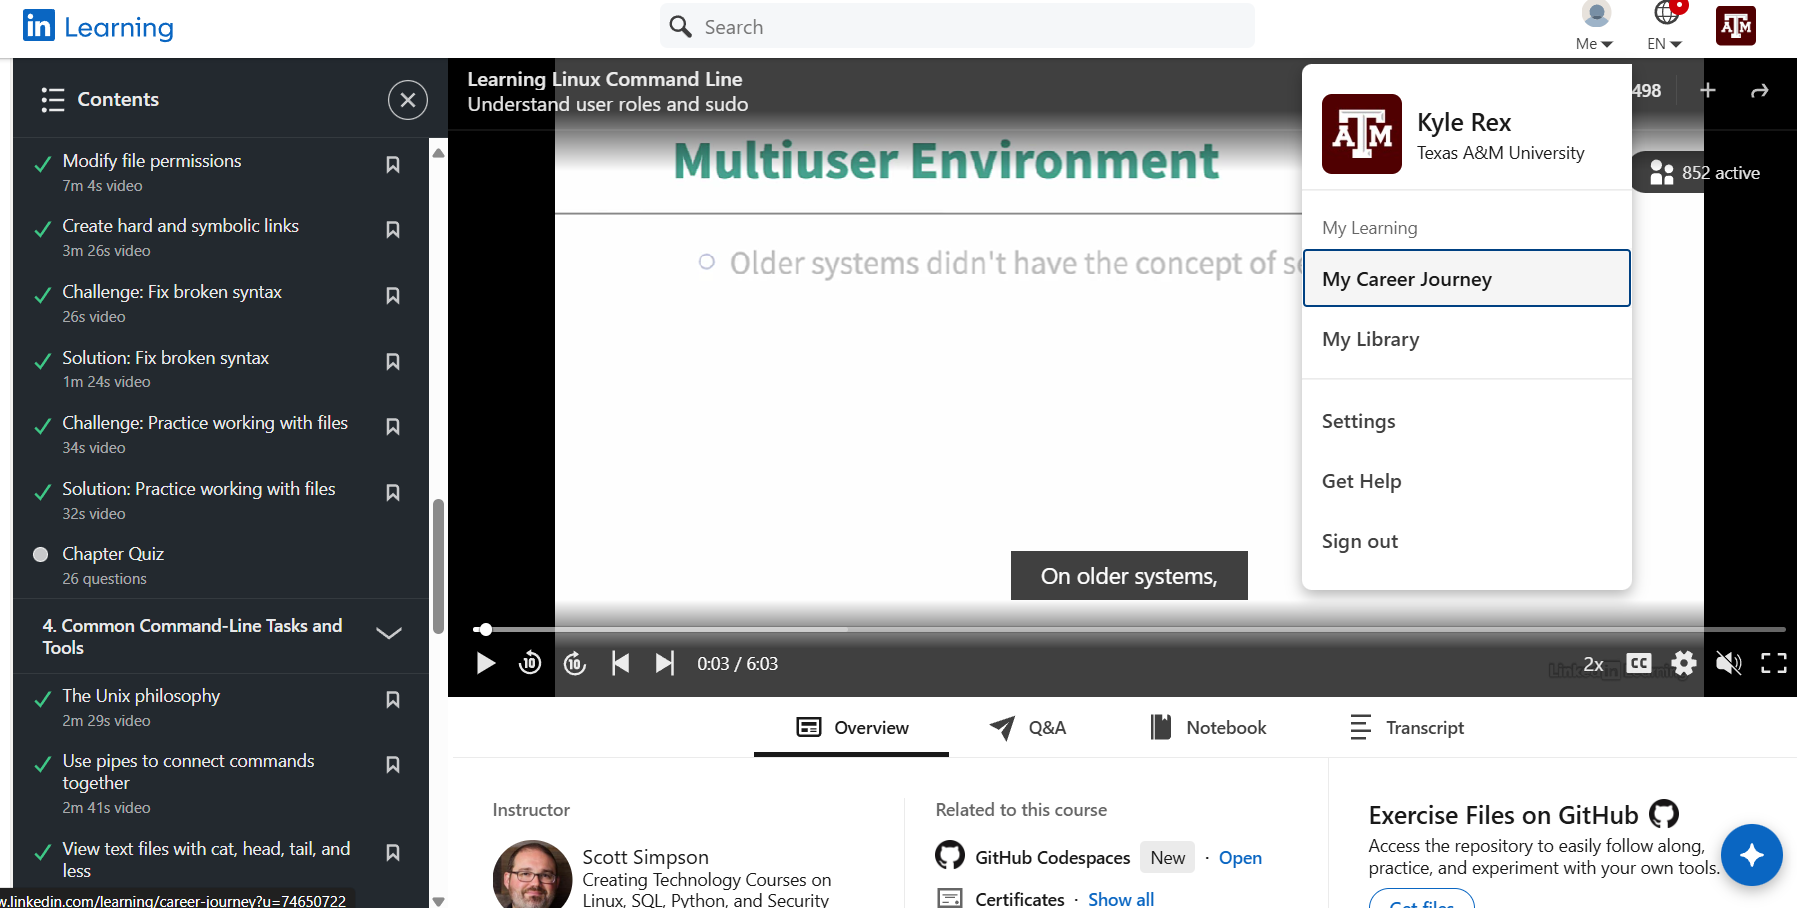 in Learning
Search
Me
EN
Contents
Modify file permissions
7m 4s video
Create hard and symbolic links
3m 26s video
Challenge: Fix broken syntax
26s video
Solution: Fix broken syntax
1m 24s video
Challenge: Practice working with files
34s video
Solution: Practice working with files
32s video
Chapter Quiz
26 questions
4. Common Command-Line Tasks and
Tools
The Unix philosophy
2m 29s video
Use pipes to connect commands
together
2m 41s video
View text files with cat, head, tail, and
less
w.linkedin.com/learning/career-journey?u=74650722
Learning Linux Command Line
Understand user roles and sudo
498
852 active
Multiuser Environment
Older systems didn't have the concept of se
On older systems,
ATM
Kyle Rex
Texas A&M University
My Learning
My Career Journey
My Library
Settings
Get Help
Sign out
10
10
0:03 / 6:03
2x
CC
Linked in Learning
Overview
Q&A
Notebook
Transcript
Instructor
Scott Simpson
Creating Technology Courses on
Linux, SQL, Python, and Security
Related to this course
GitHub Codespaces New · Open
Certificates · Show all
Exercise Files on GitHub
Access the repository to easily follow along,
practice, and experiment with your own tools.
Get files